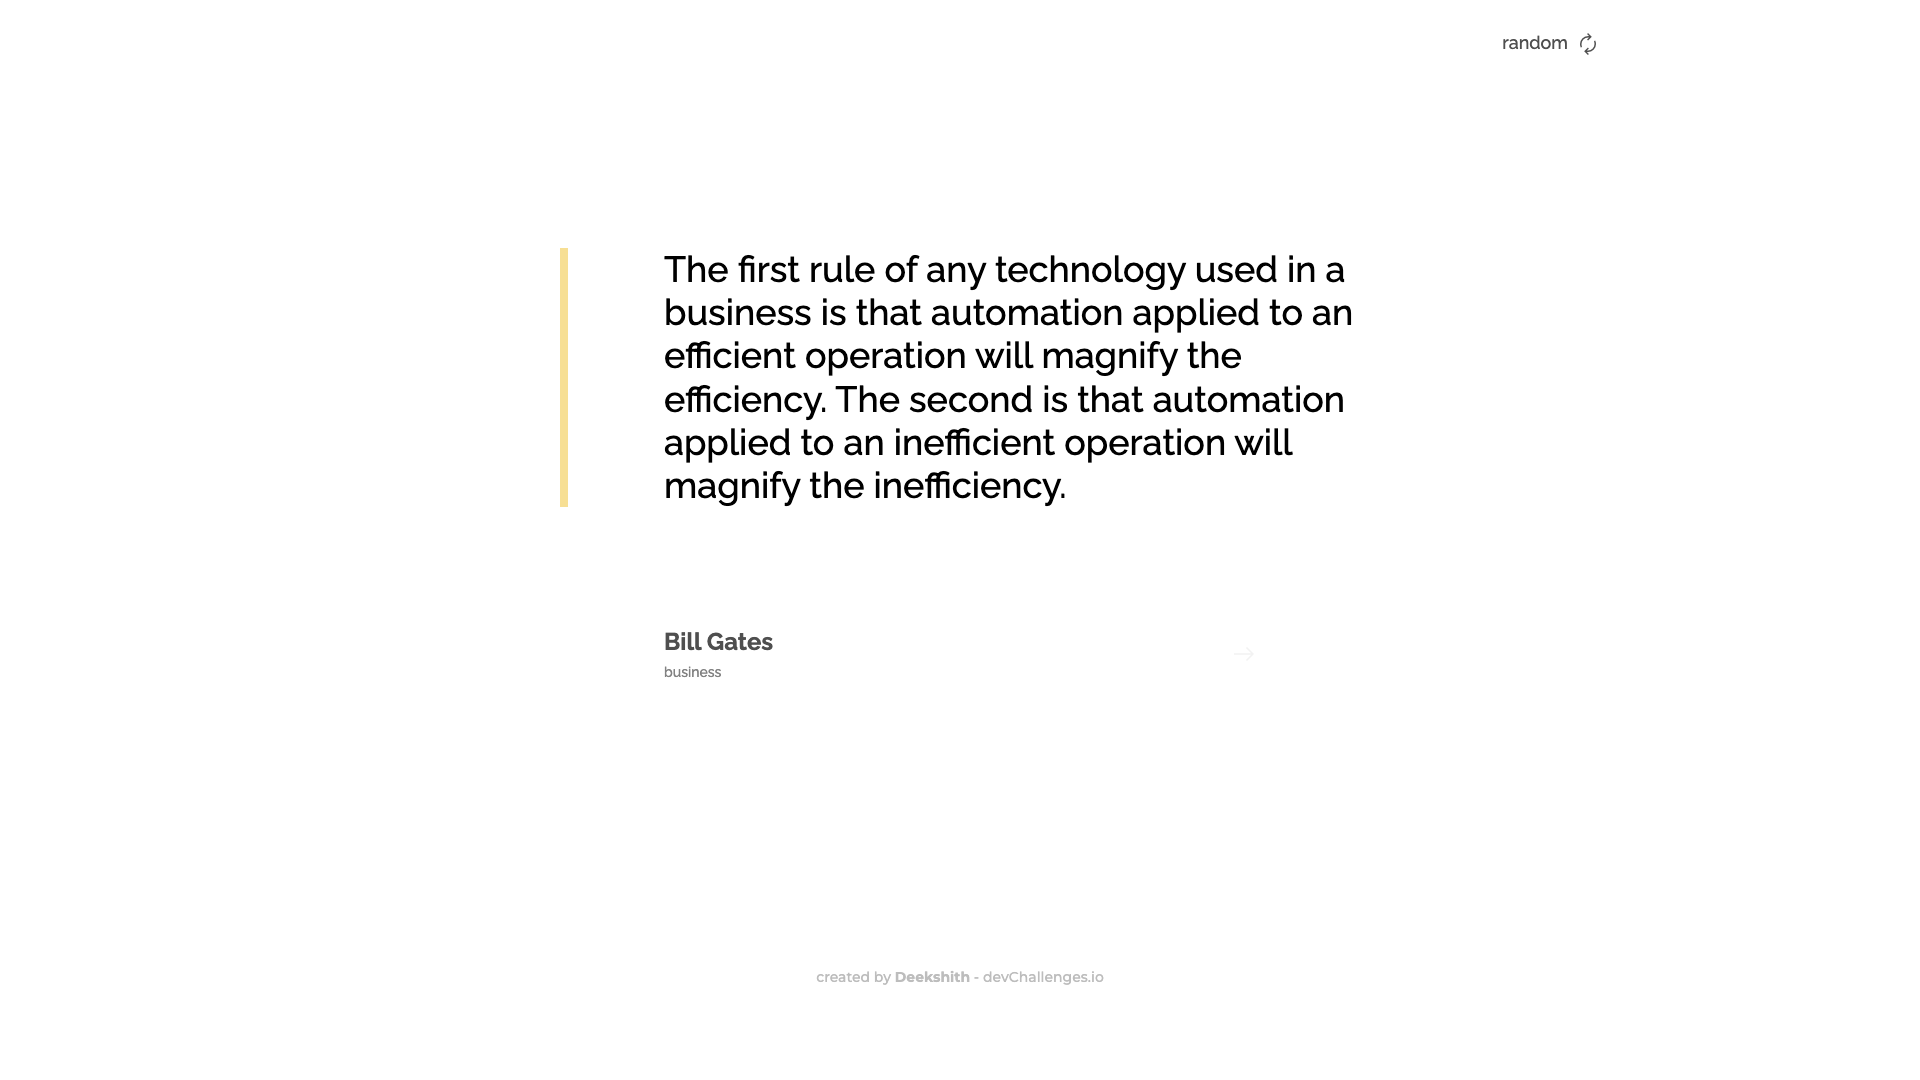 random
The first rule of any technology used in a
business is that automation applied to an
efficient operation will magnify the
efficiency. The second is that automation
applied to an inefficient operation will
magnify the inefficiency.
Bill Gates
business
created by Deekshith - devChallenges.io